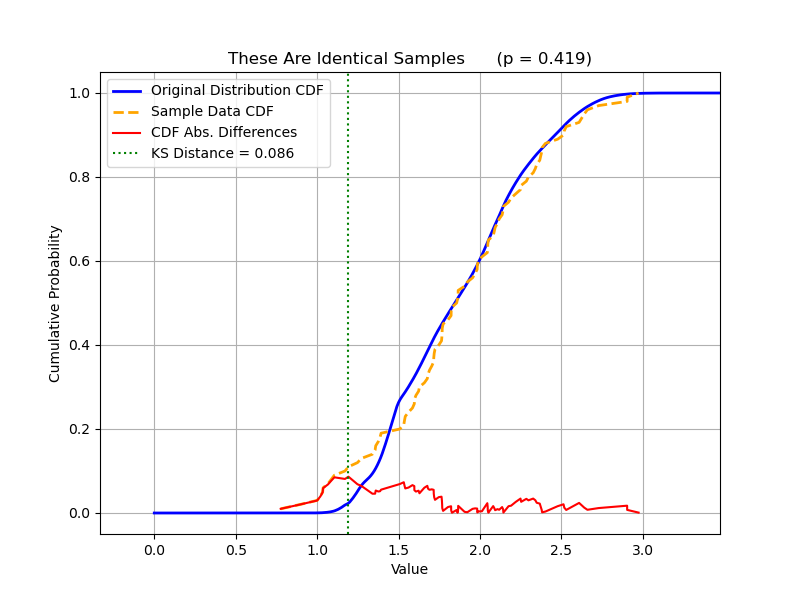 These Are Identical Samples (p = 0.419)
Original Distribution CDF
Sample Data CDF
CDF Abs. Differences
KS Distance = 0.086
Cumulative Probability
1.0
0.8
0.6
0.4
0.2
0.0
0.0 0.5 1.0 1.5 2.0 2.5 3.0
Value